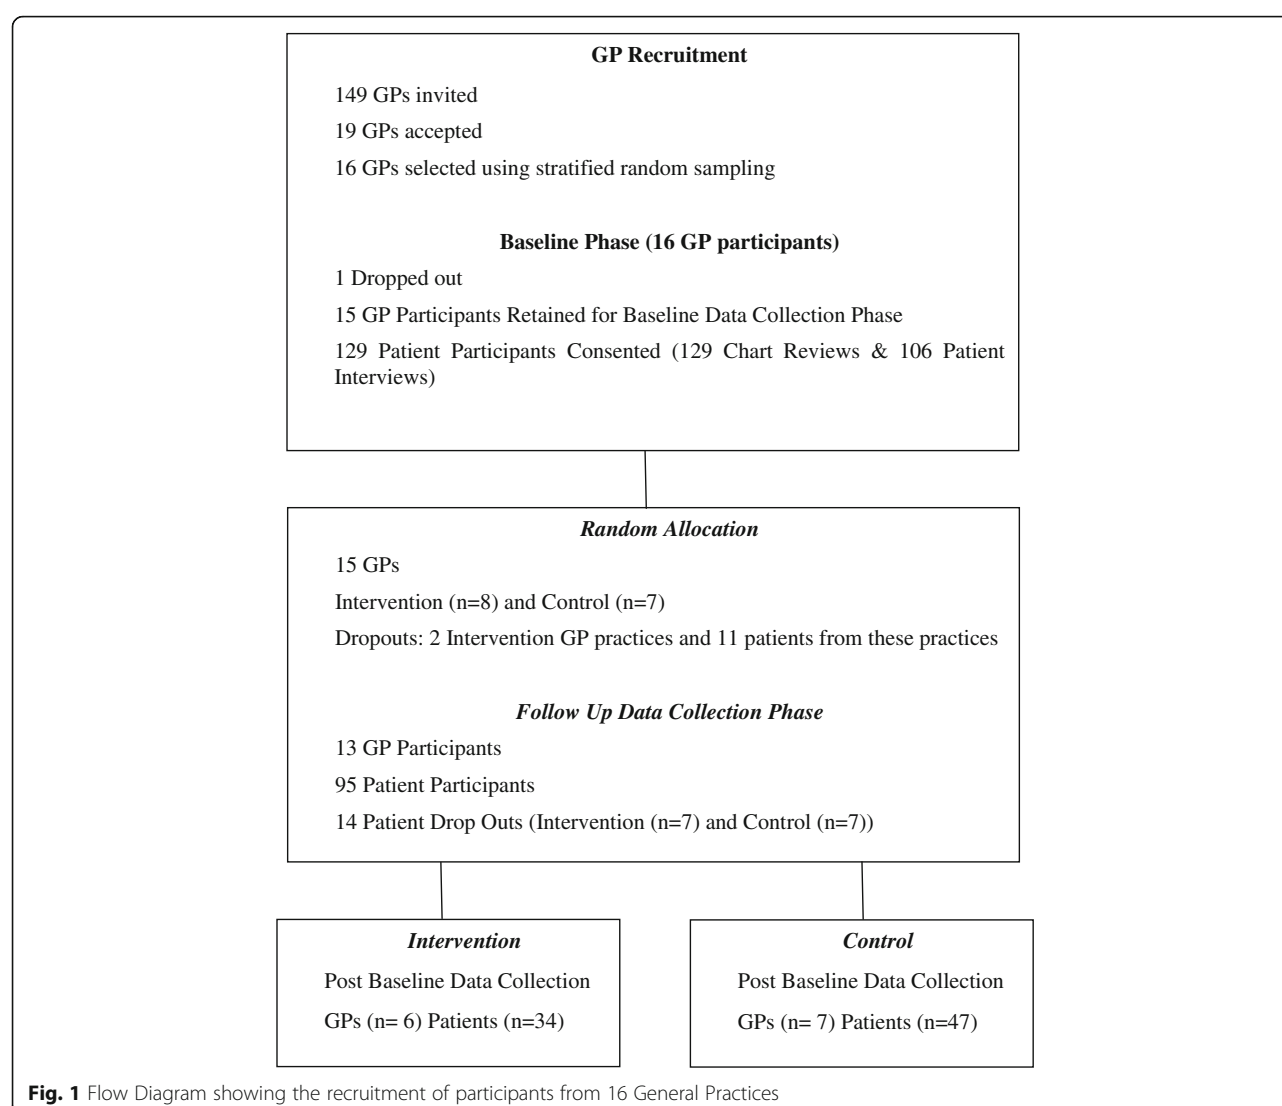 GP Recruitment
149 GPs invited
19 GPs accepted
16 GPs selected using stratified random sampling
Baseline Phase (16 GP participants)
1 Dropped out
15 GP Participants Retained for Baseline Data Collection Phase
129 Patient Participants Consented (129 Chart Reviews & 106 Patient
Interviews)
Random Allocation
15 GPs
Intervention (n=8) and Control (n=7)
Dropouts: 2 Intervention GP practices and 11 patients from these practices
Follow Up Data Collection Phase
13 GP Participants
95 Patient Participants
14 Patient Drop Outs (Intervention (n=7) and Control (n=7))
Intervention
Post Baseline Data Collection
GPs (n= 6) Patients (n=34)
Control
Post Baseline Data Collection
GPs (n= 7) Patients (n=47)
Fig. 1 Flow Diagram showing the recruitment of participants from 16 General Practices